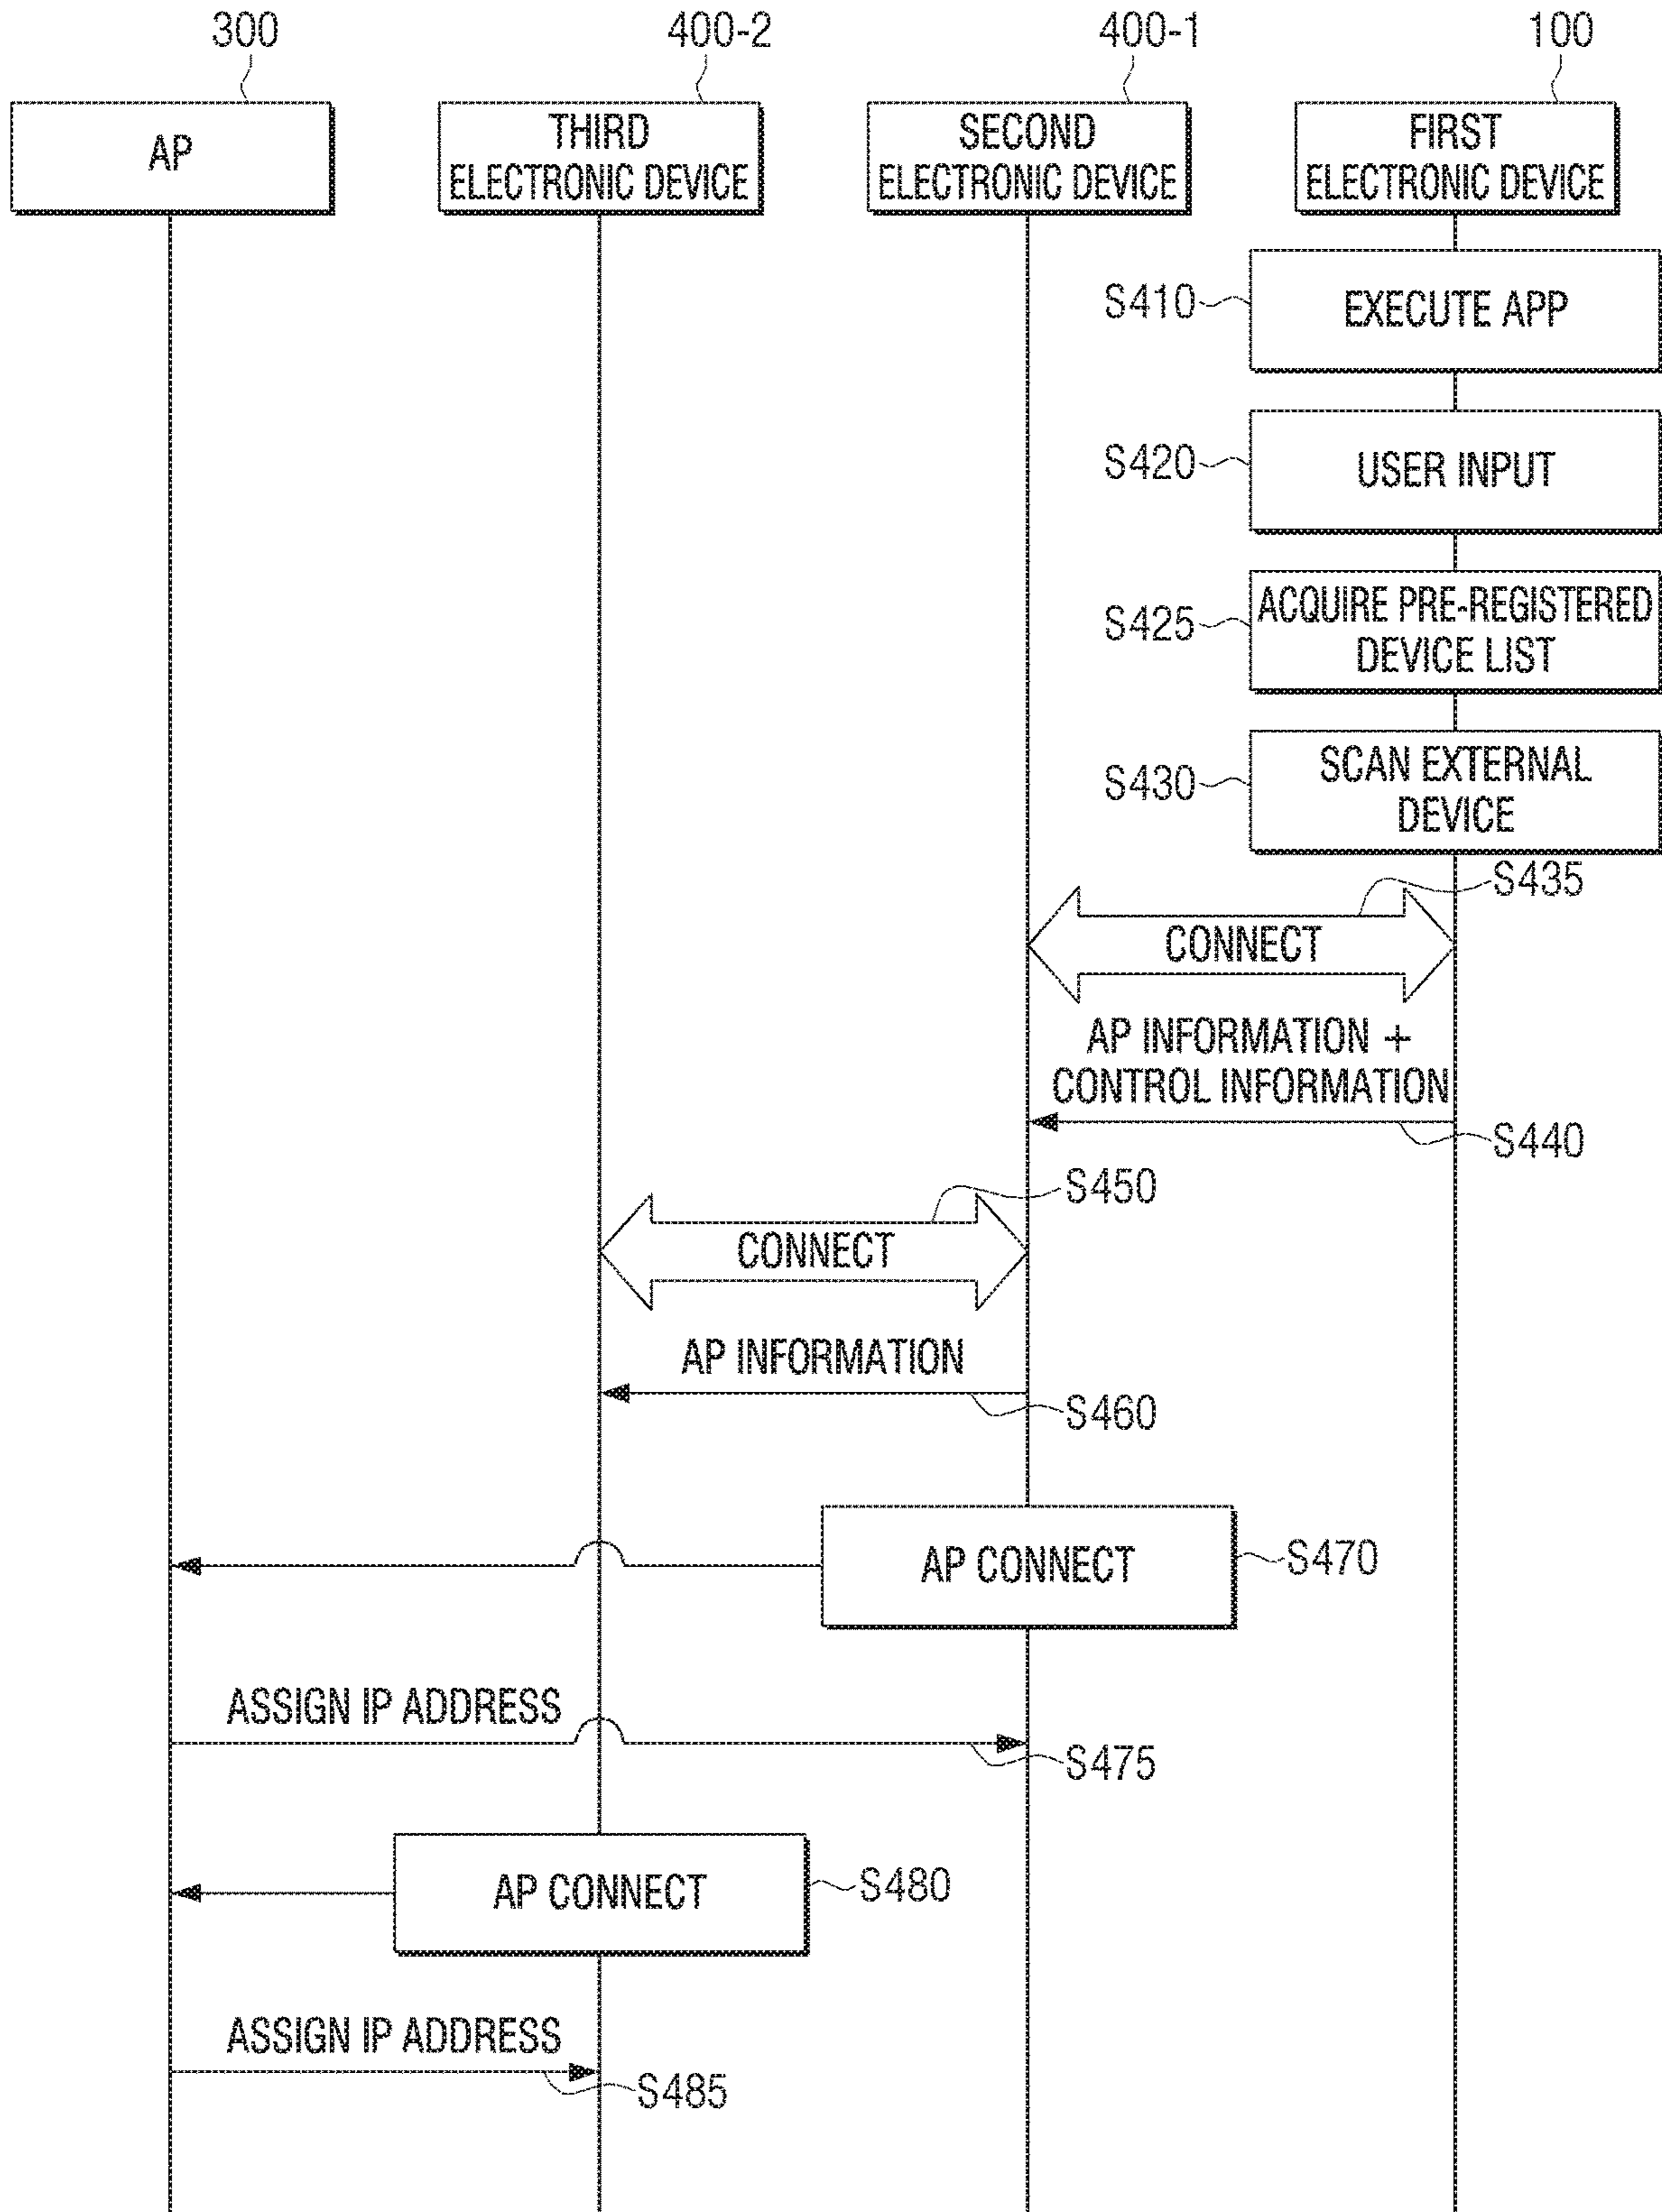 300
400-2
400-1
100
AP
THIRD
ELECTRONIC DEVICE
SECOND
ELECTRONIC DEVICE
FIRST
ELECTRONIC DEVICE
S410
EXECUTE APP
S420
USER INPUT
S425
ACQUIRE PRE-REGISTERED
DEVICE LIST
S430
SCAN EXTERNAL
DEVICE
S435
CONNECT
AP INFORMATION +
CONTROL INFORMATION
S440
S450
CONNECT
AP INFORMATION
S460
AP CONNECT
S470
ASSIGN IP ADDRESS
S475
AP CONNECT
S480
ASSIGN IP ADDRESS
S485